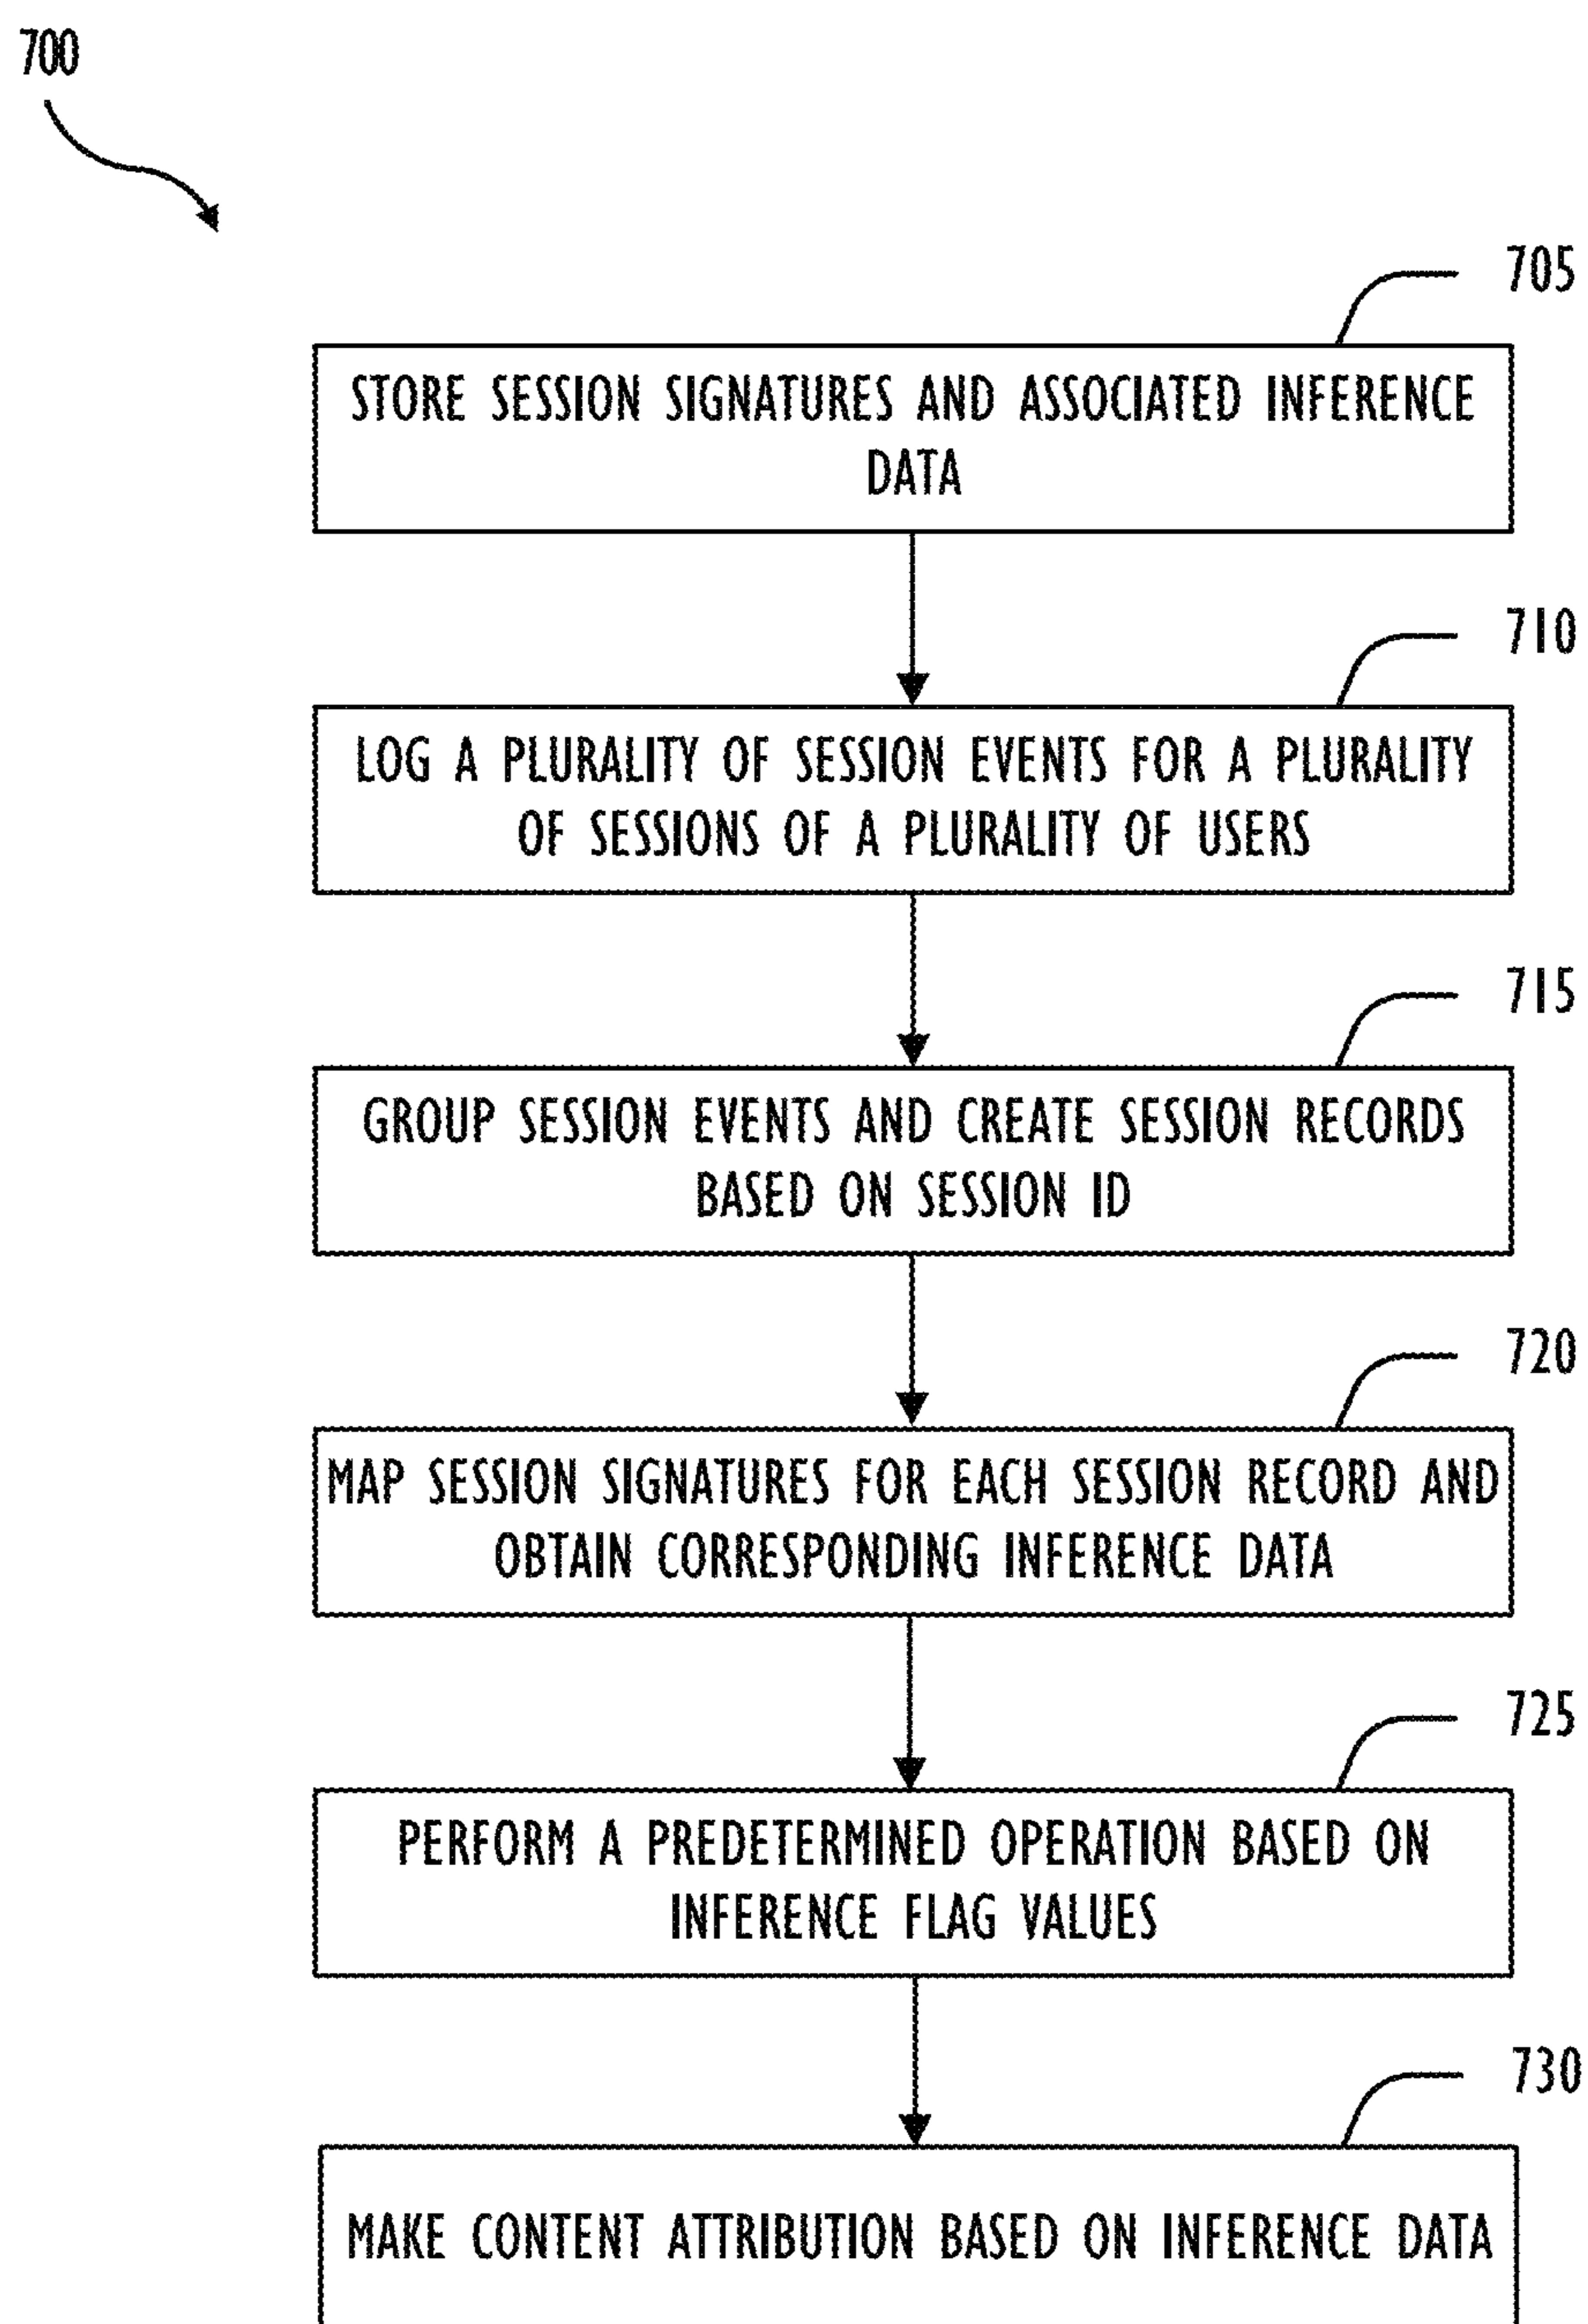 700
705
STORE SESSION SIGNATURES AND ASSOCIATED INFERENCE
DATA
710
LOG A PLURALITY OF SESSION EVENTS FOR A PLURALITY
OF SESSIONS OF A PLURALITY OF USERS
715
GROUP SESSION EVENTS AND CREATE SESSION RECORDS
BASED ON SESSION ID
720
MAP SESSION SIGNATURES FOR EACH SESSION RECORD AND
OBTAIN CORRESPONDING INFERENCE DATA
725
PERFORM A PREDETERMINED OPERATION BASED ON
INFERENCE FLAG VALUES
730
MAKE CONTENT ATTRIBUTION BASED ON INFERENCE DATA